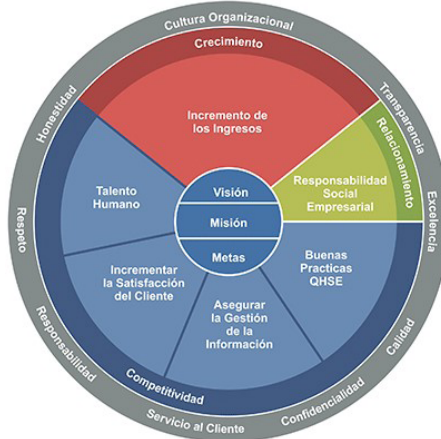 Cultura Organizacional
Crecimiento
Honestidad
Transparencia
Incremento de
los Ingresos
Relacionamiento
Talento
Humano
Visión
Misión
Metas
Responsabilidad
Social
Empresarial
Excelencia
Respeto
Incrementar
la Satisfacción
del Cliente
Buenas
Practicas
QHSE
Asegurar
la Gestión
de la
Información
Responsabilidad
Competitividad
Calidad
Servicio al Cliente
Confidencialidad